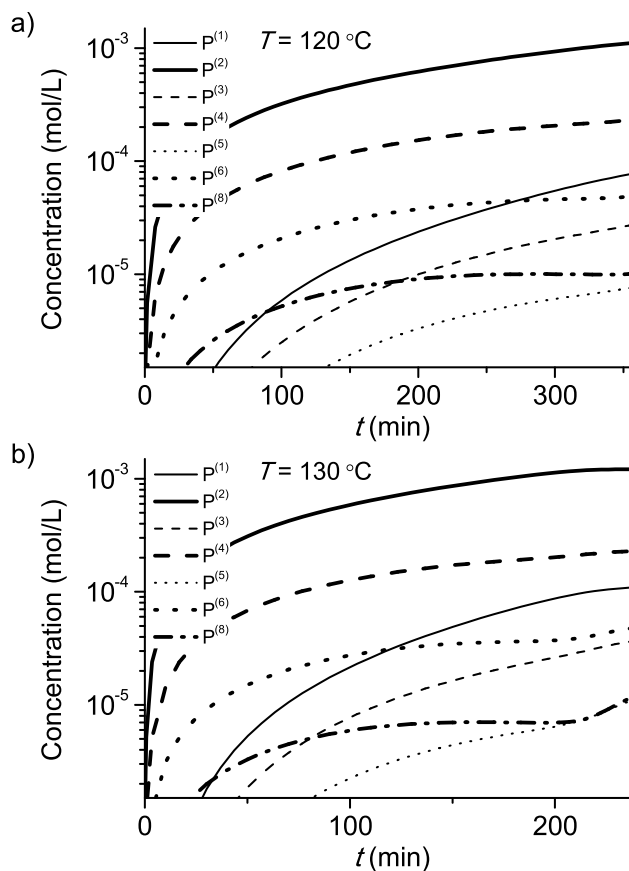 a)
T = 120 °C
P(1)
P(2)
P(3)
P(4)
P(5)
P(6)
P(8)
Concentration (mol/L)
10⁻³
10⁻⁴
10⁻⁵
0 100 200 300
t (min)
b)
T = 130 °C
P(1)
P(2)
P(3)
P(4)
P(5)
P(6)
P(8)
Concentration (mol/L)
10⁻³
10⁻⁴
10⁻⁵
0 100 200
t (min)